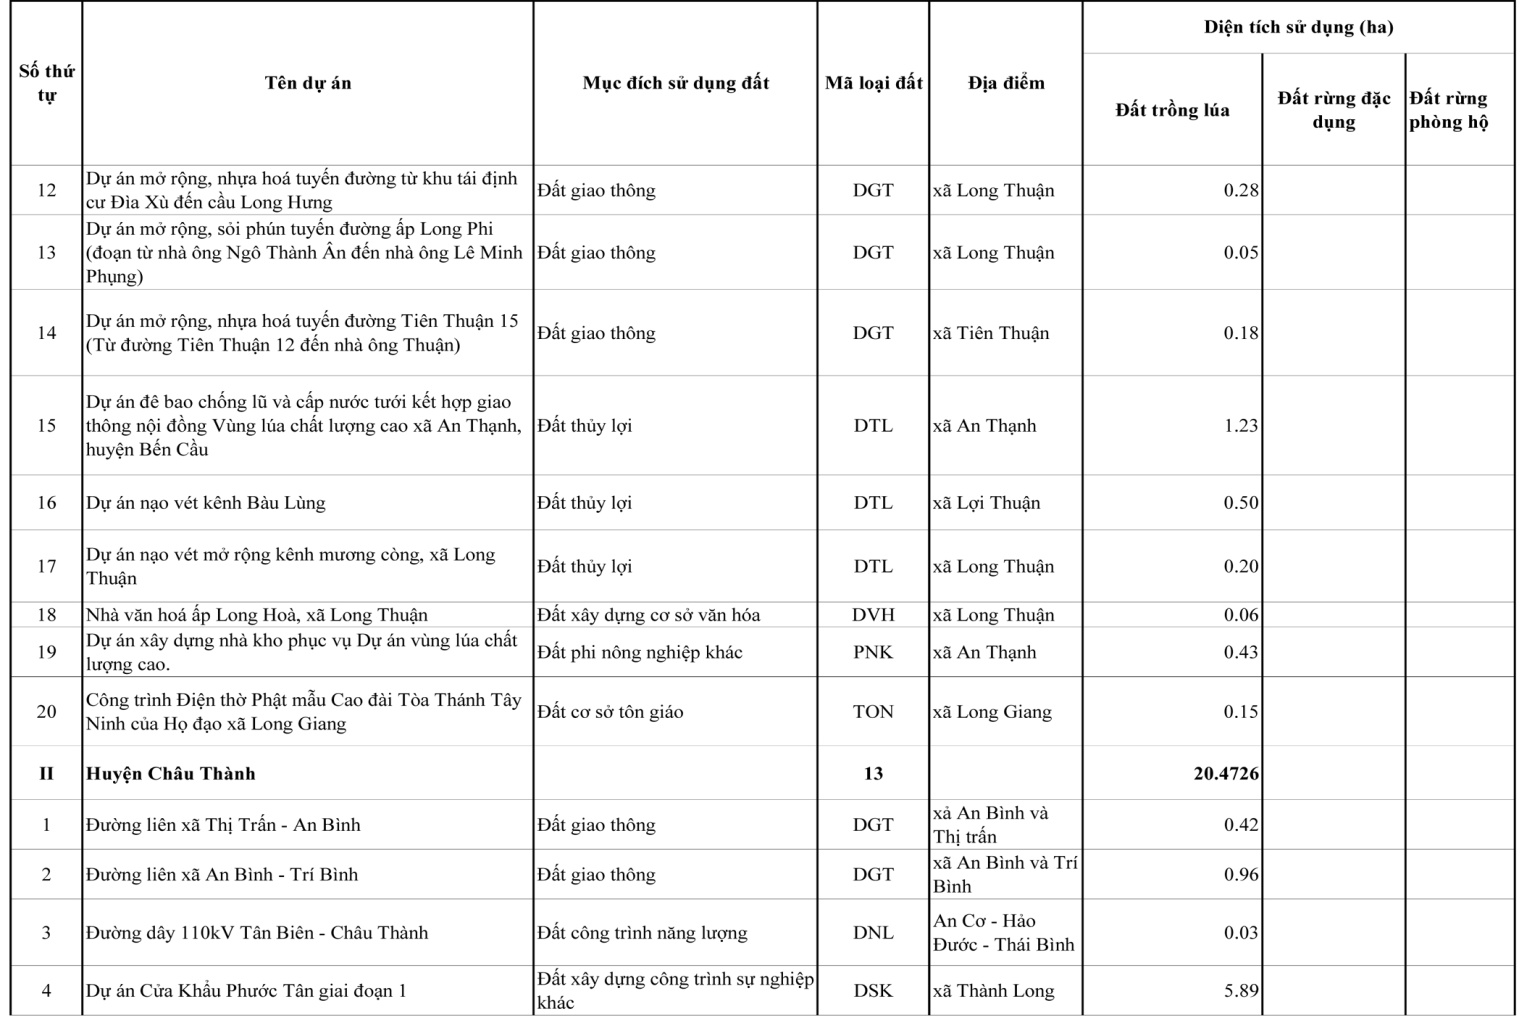 Số thứ
tự
Tên dự án
Mục đích sử dụng đất
Mã loại đất
Địa điểm
Diện tích sử dụng (ha)
Đất trồng lúa
Đất rừng đặc
dụng
Đất rừng
phòng hộ
12
Dự án mở rộng, nhựa hoá tuyến đường từ khu tái định
cư Đìa Xù đến cầu Long Hưng
Đất giao thông
DGT
xã Long Thuận
0.28
13
Dự án mở rộng, sỏi phún tuyến đường ấp Long Phi
(đoạn từ nhà ông Ngô Thành Ân đến nhà ông Lê Minh
Phụng)
Đất giao thông
DGT
xã Long Thuận
0.05
14
Dự án mở rộng, nhựa hoá tuyến đường Tiên Thuận 15
(Từ đường Tiên Thuận 12 đến nhà ông Thuận)
Đất giao thông
DGT
xã Tiên Thuận
0.18
15
Dự án đê bao chống lũ và cấp nước tưới kết hợp giao
thông nội đồng Vùng lúa chất lượng cao xã An Thạnh,
huyện Bến Cầu
Đất thủy lợi
DTL
xã An Thạnh
1.23
16
Dự án nạo vét kênh Bàu Lùng
Đất thủy lợi
DTL
xã Lợi Thuận
0.50
17
Dự án nạo vét mở rộng kênh mương còng, xã Long
Thuận
Đất thủy lợi
DTL
xã Long Thuận
0.20
18
Nhà văn hoá ấp Long Hoà, xã Long Thuận
Đất xây dựng cơ sở văn hóa
DVH
xã Long Thuận
0.06
19
Dự án xây dựng nhà kho phục vụ Dự án vùng lúa chất
lượng cao.
Đất phi nông nghiệp khác
PNK
xã An Thạnh
0.43
20
Công trình Điện thờ Phật mẫu Cao đài Tòa Thánh Tây
Ninh của Họ đạo xã Long Giang
Đất cơ sở tôn giáo
TON
xã Long Giang
0.15
II
Huyện Châu Thành
13
20.4726
1
Đường liên xã Thị Trấn - An Bình
Đất giao thông
DGT
xả An Bình và
Thị trấn
0.42
2
Đường liên xã An Bình - Trí Bình
Đất giao thông
DGT
xã An Bình và Trí
Bình
0.96
3
Đường dây 110kV Tân Biên - Châu Thành
Đất công trình năng lượng
DNL
An Cơ - Hảo
Đước - Thái Bình
0.03
4
Dự án Cửa Khẩu Phước Tân giai đoạn 1
Đất xây dựng công trình sự nghiệp
khác
DSK
xã Thành Long
5.89